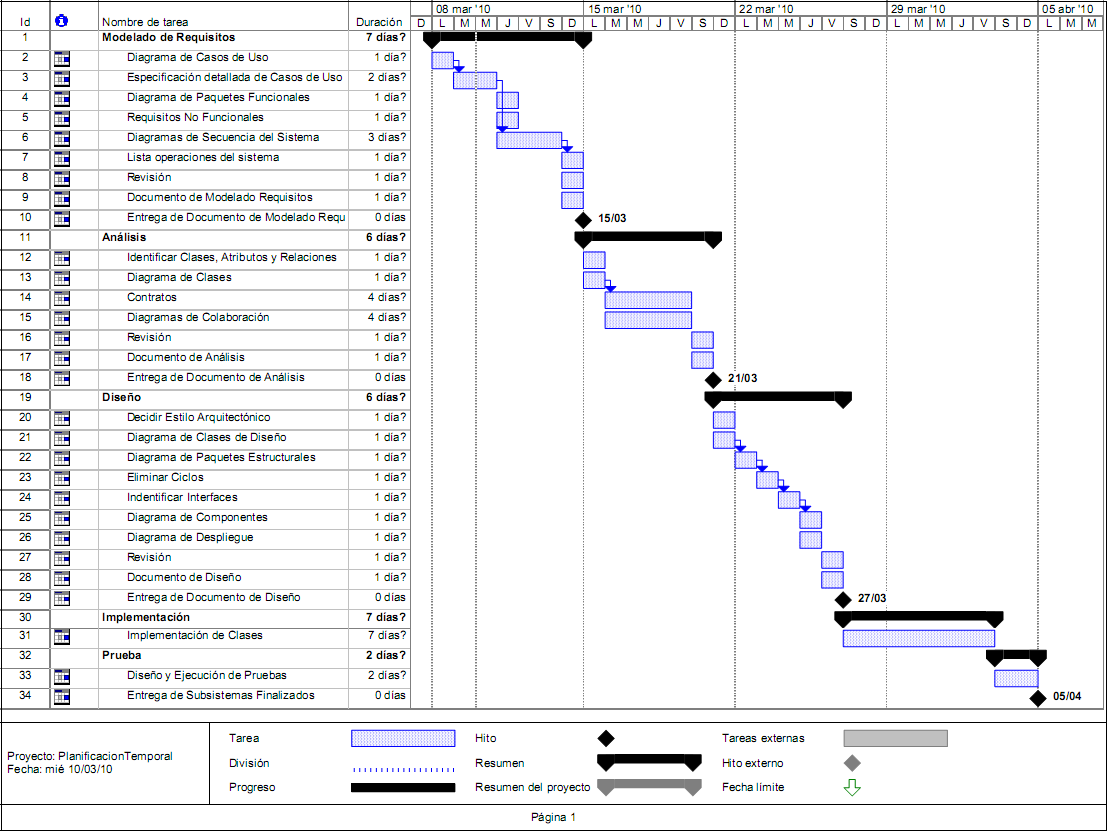 08 mar '10 15 mar '10 22 mar '10 29 mar '10 05 abr '10
Id Nombre de tarea Duración D L M M J V S D L M M J V S D L M M J V S D L M M J V S D L M M
1 Modelado de Requisitos 7 días?
2 Diagrama de Casos de Uso 1 día?
3 Especificación detallada de Casos de Uso 2 días?
4 Diagrama de Paquetes Funcionales 1 día?
5 Requisitos No Funcionales 1 día?
6 Diagramas de Secuencia del Sistema 3 días?
7 Lista operaciones del sistema 1 día?
8 Revisión 1 día?
9 Documento de Modelado Requisitos 1 día?
10 Entrega de Documento de Modelado Requ 0 días 15/03
11 Análisis 6 días?
12 Identificar Clases, Atributos y Relaciones 1 día?
13 Diagrama de Clases 1 día?
14 Contratos 4 días?
15 Diagramas de Colaboración 4 días?
16 Revisión 1 día?
17 Documento de Análisis 1 día?
18 Entrega de Documento de Análisis 0 días 21/03
19 Diseño 6 días?
20 Decidir Estilo Arquitectónico 1 día?
21 Diagrama de Clases de Diseño 1 día?
22 Diagrama de Paquetes Estructurales 1 día?
23 Eliminar Ciclos 1 día?
24 Indentificar Interfaces 1 día?
25 Diagrama de Componentes 1 día?
26 Diagrama de Despliegue 1 día?
27 Revisión 1 día?
28 Documento de Diseño 1 día?
29 Entrega de Documento de Diseño 0 días 27/03
30 Implementación 7 días?
31 Implementación de Clases 7 días?
32 Prueba 2 días?
33 Diseño y Ejecución de Pruebas 2 días?
34 Entrega de Subsistemas Finalizados 0 días 05/04
Proyecto: PlanificacionTemporal
Fecha: mié 10/03/10
Tarea Hito Tareas externas
División Resumen Hito externo
Progreso Resumen del proyecto Fecha límite
Página 1